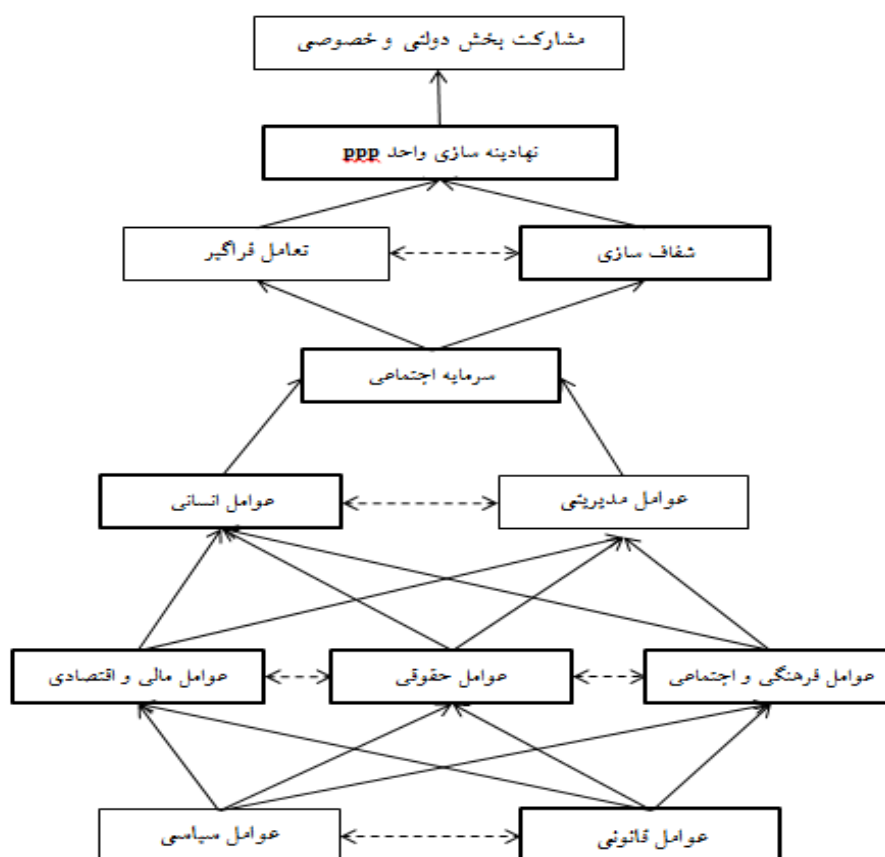 مشارکت بخش دولتی و خصوصی
نهادینه سازی واحد ppp
شفاف سازی
تعامل فراگیر
سرمایه اجتماعی
عوامل مدیریتی
عوامل انسانی
عوامل فرهنگی و اجتماعی
عوامل حقوقی
عوامل مالی و اقتصادی
عوامل قانونی
عوامل سیاسی